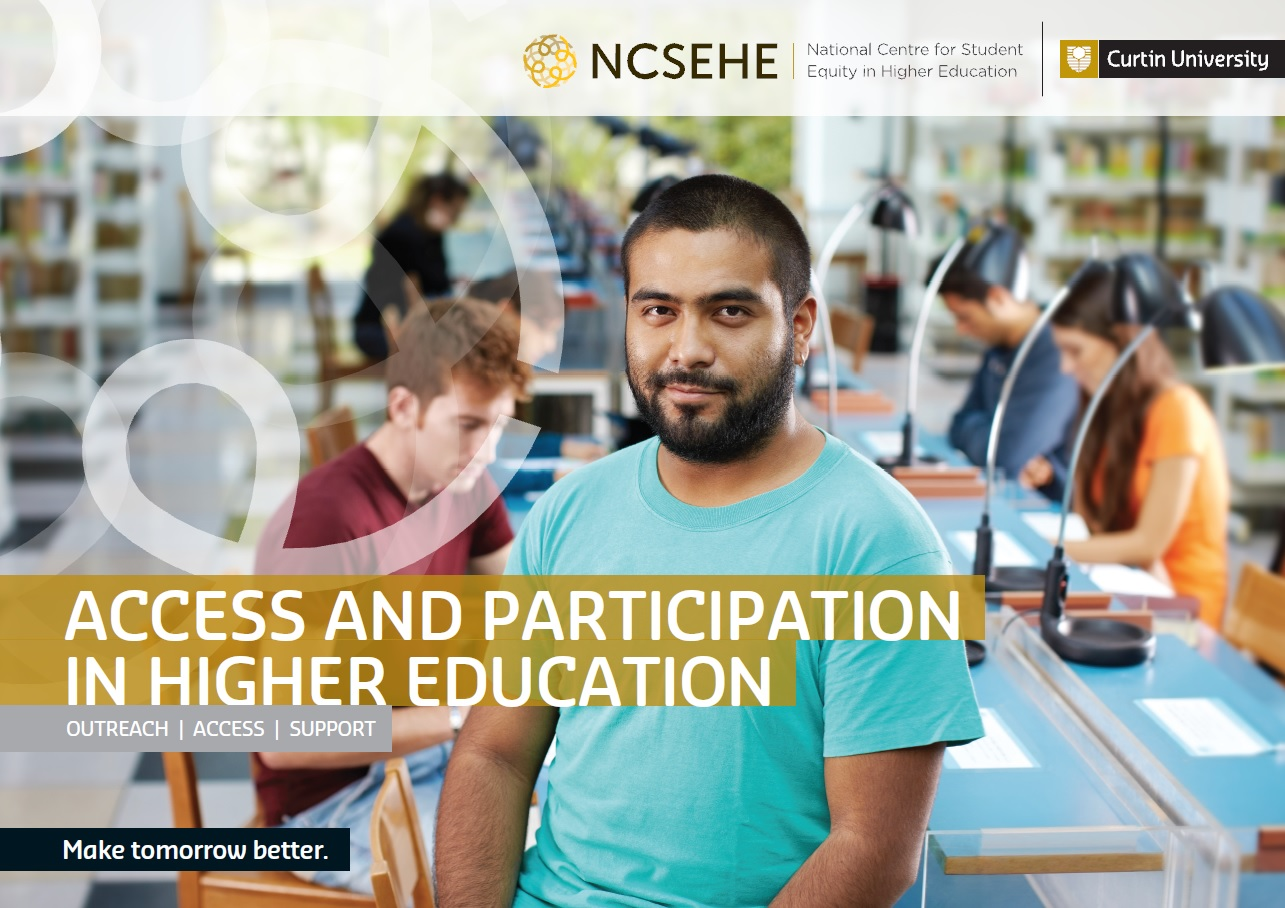 NCSEHE
National Centre for Student
Equity in Higher Education
Curtin University
ACCESS AND PARTICIPATION
IN HIGHER EDUCATION
OUTREACH | ACCESS | SUPPORT
Make tomorrow better.